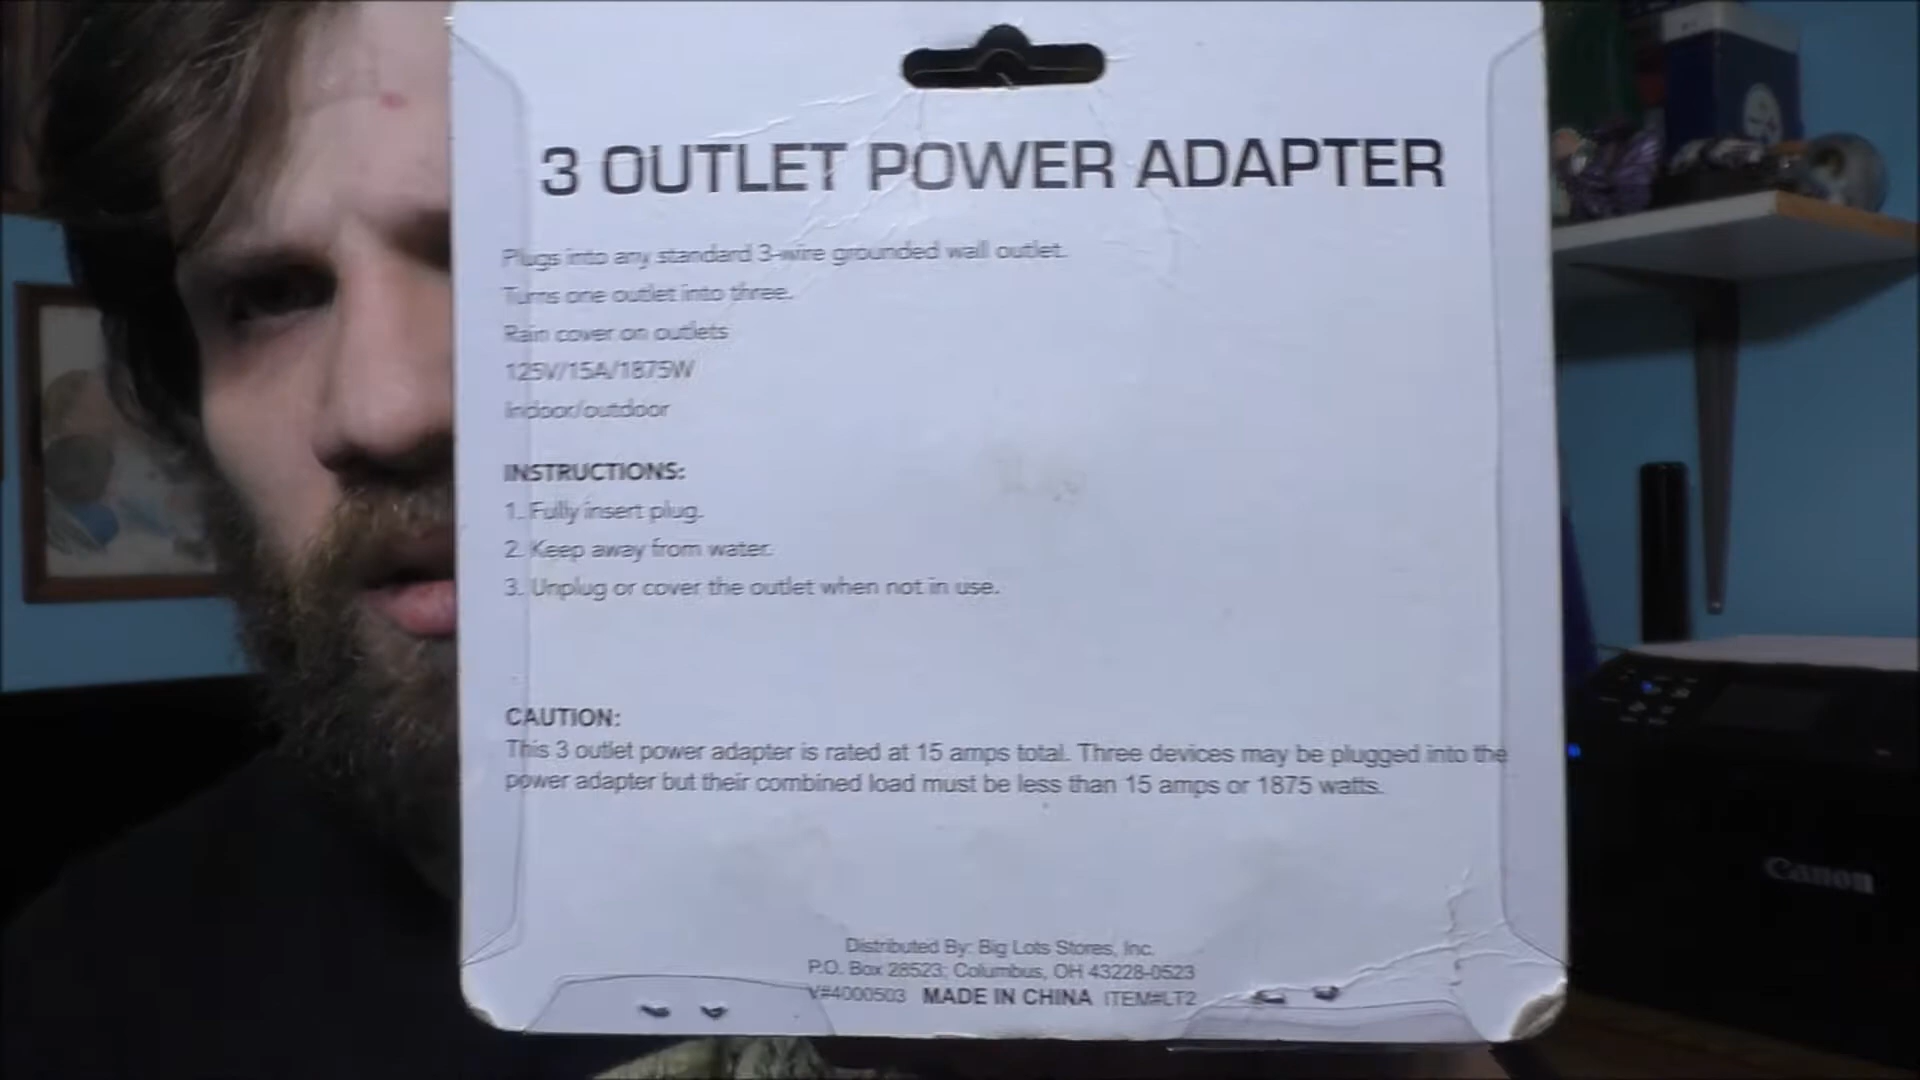 3 OUTLET POWER ADAPTER
Plugs into any standard 3-wire grounded wall outlet.
Turns one outlet into three.
Rain cover on outlets
125V/15A/1875W
Indoor/outdoor
INSTRUCTIONS:
1. Fully insert plug.
2. Keep away from water.
3. Unplug or cover the outlet when not in use.
CAUTION:
This 3 outlet power adapter is rated at 15 amps total. Three devices may be plugged into the
power adapter but their combined load must be less than 15 amps or 1875 watts.
Distributed By: Big Lots Stores, Inc.
P.O. Box 28523; Columbus, OH 43228-0523
V#4000503 MADE IN CHINA ITEM#LT2
Canon